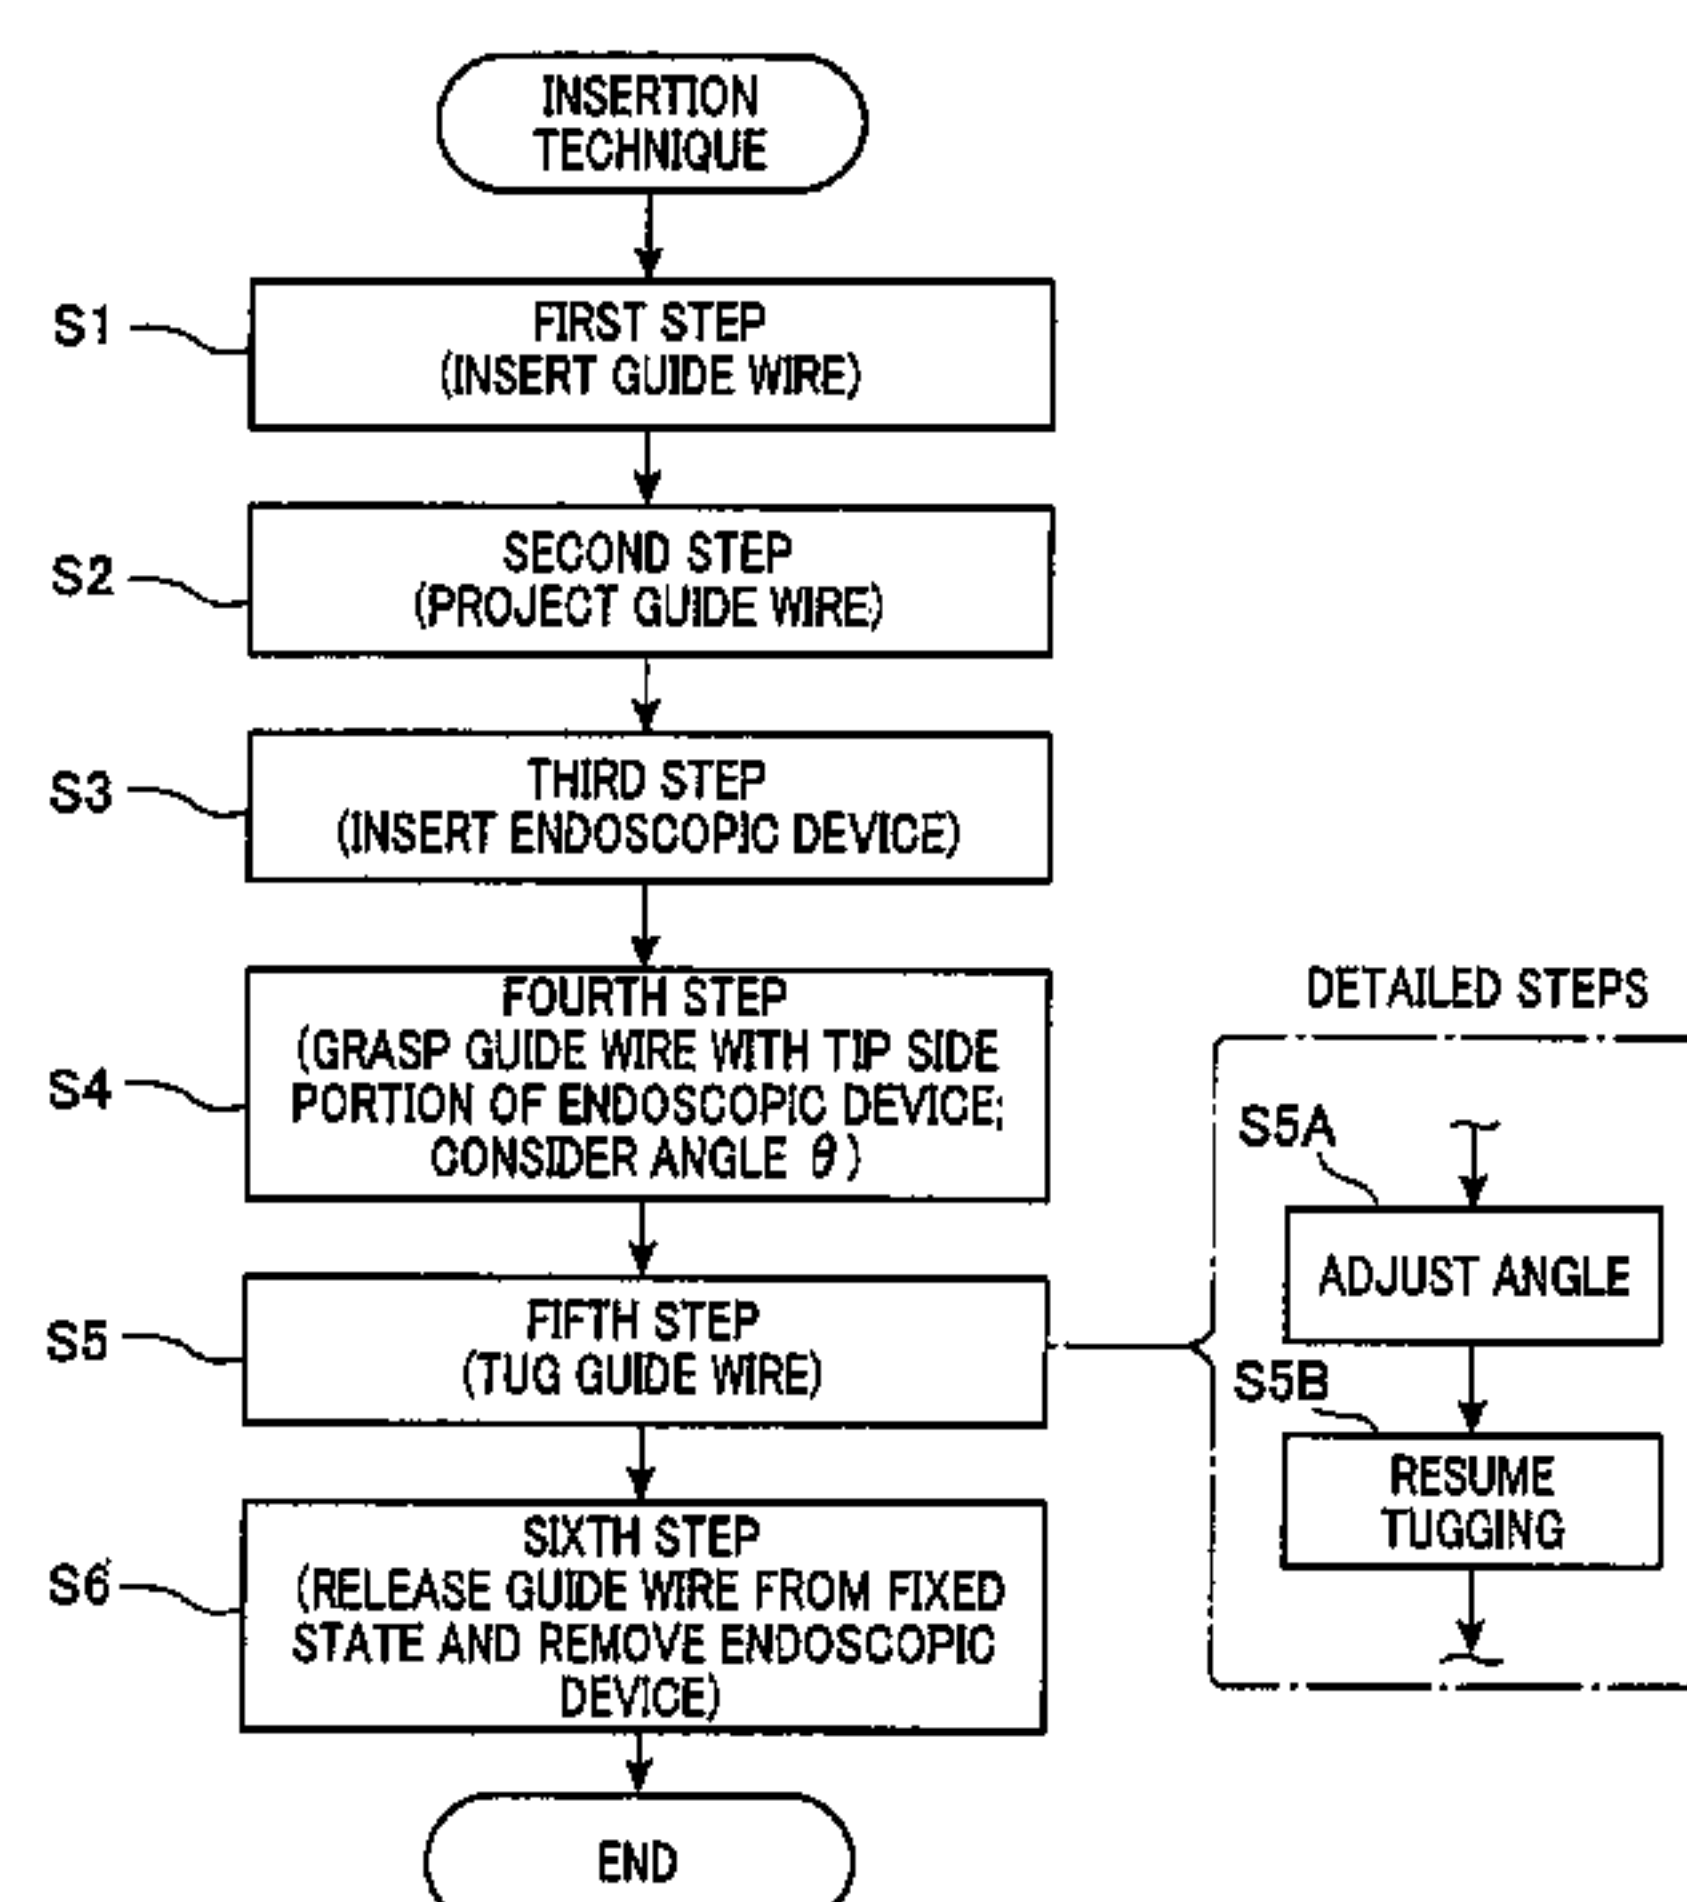 INSERTION
TECHNIQUE
S1
FIRST STEP
(INSERT GUIDE WIRE)
S2
SECOND STEP
(PROJECT GUIDE WIRE)
S3
THIRD STEP
(INSERT ENDOSCOPIC DEVICE)
S4
FOURTH STEP
(GRASP GUIDE WIRE WITH TIP SIDE
PORTION OF ENDOSCOPIC DEVICE;
CONSIDER ANGLE θ)
S5
FIFTH STEP
(TUG GUIDE WIRE)
S6
SIXTH STEP
(RELEASE GUIDE WIRE FROM FIXED
STATE AND REMOVE ENDOSCOPIC
DEVICE)
END
DETAILED STEPS
S5A
ADJUST ANGLE
S5B
RESUME
TUGGING